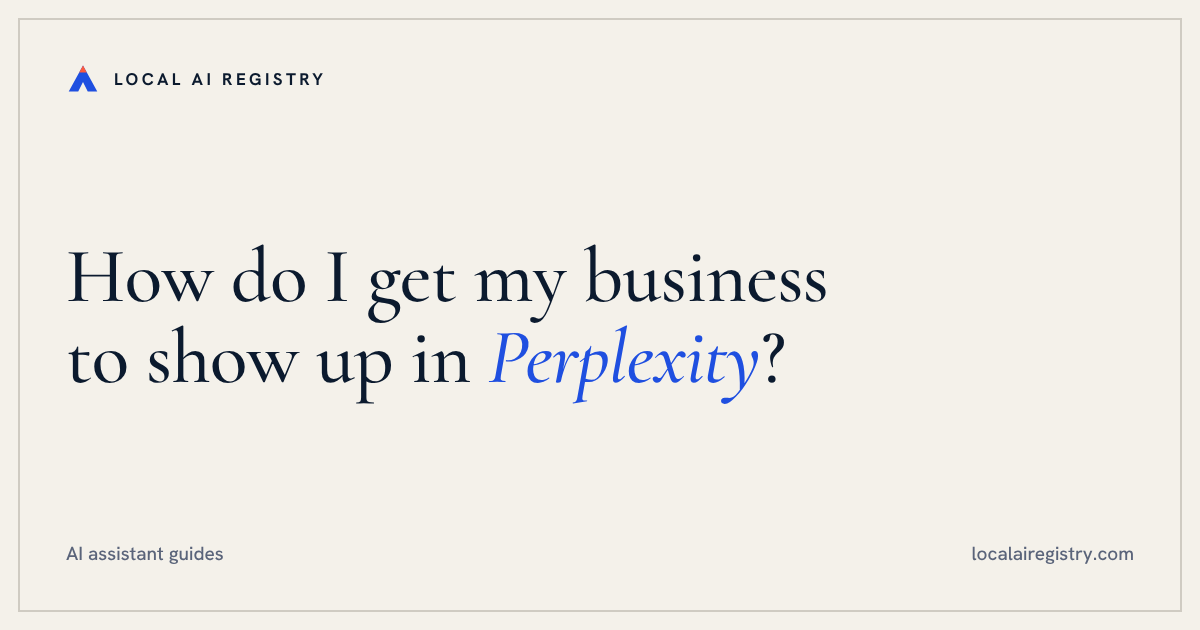 LOCAL AI REGISTRY
How do I get my business
to show up in Perplexity?
AI assistant guides
localairegistry.com